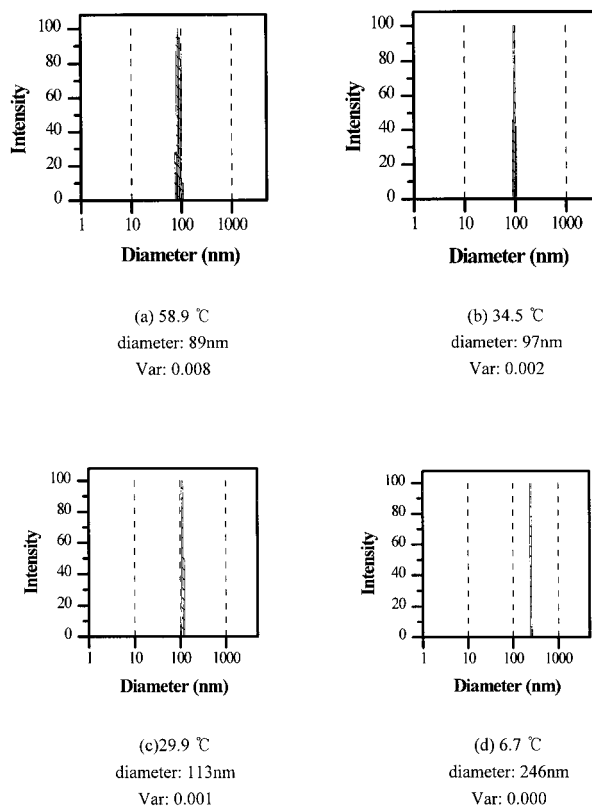 Intensity
100
80
60
40
20
0
1 10 100 1000
Diameter (nm)
(a) 58.9 ℃
diameter: 89nm
Var: 0.008
Intensity
100
80
60
40
20
0
1 10 100 1000
Diameter (nm)
(b) 34.5 ℃
diameter: 97nm
Var: 0.002
Intensity
100
80
60
40
20
0
1 10 100 1000
Diameter (nm)
(c)29.9 ℃
diameter: 113nm
Var: 0.001
Intensity
100
80
60
40
20
0
1 10 100 1000
Diameter (nm)
(d) 6.7 ℃
diameter: 246nm
Var: 0.000